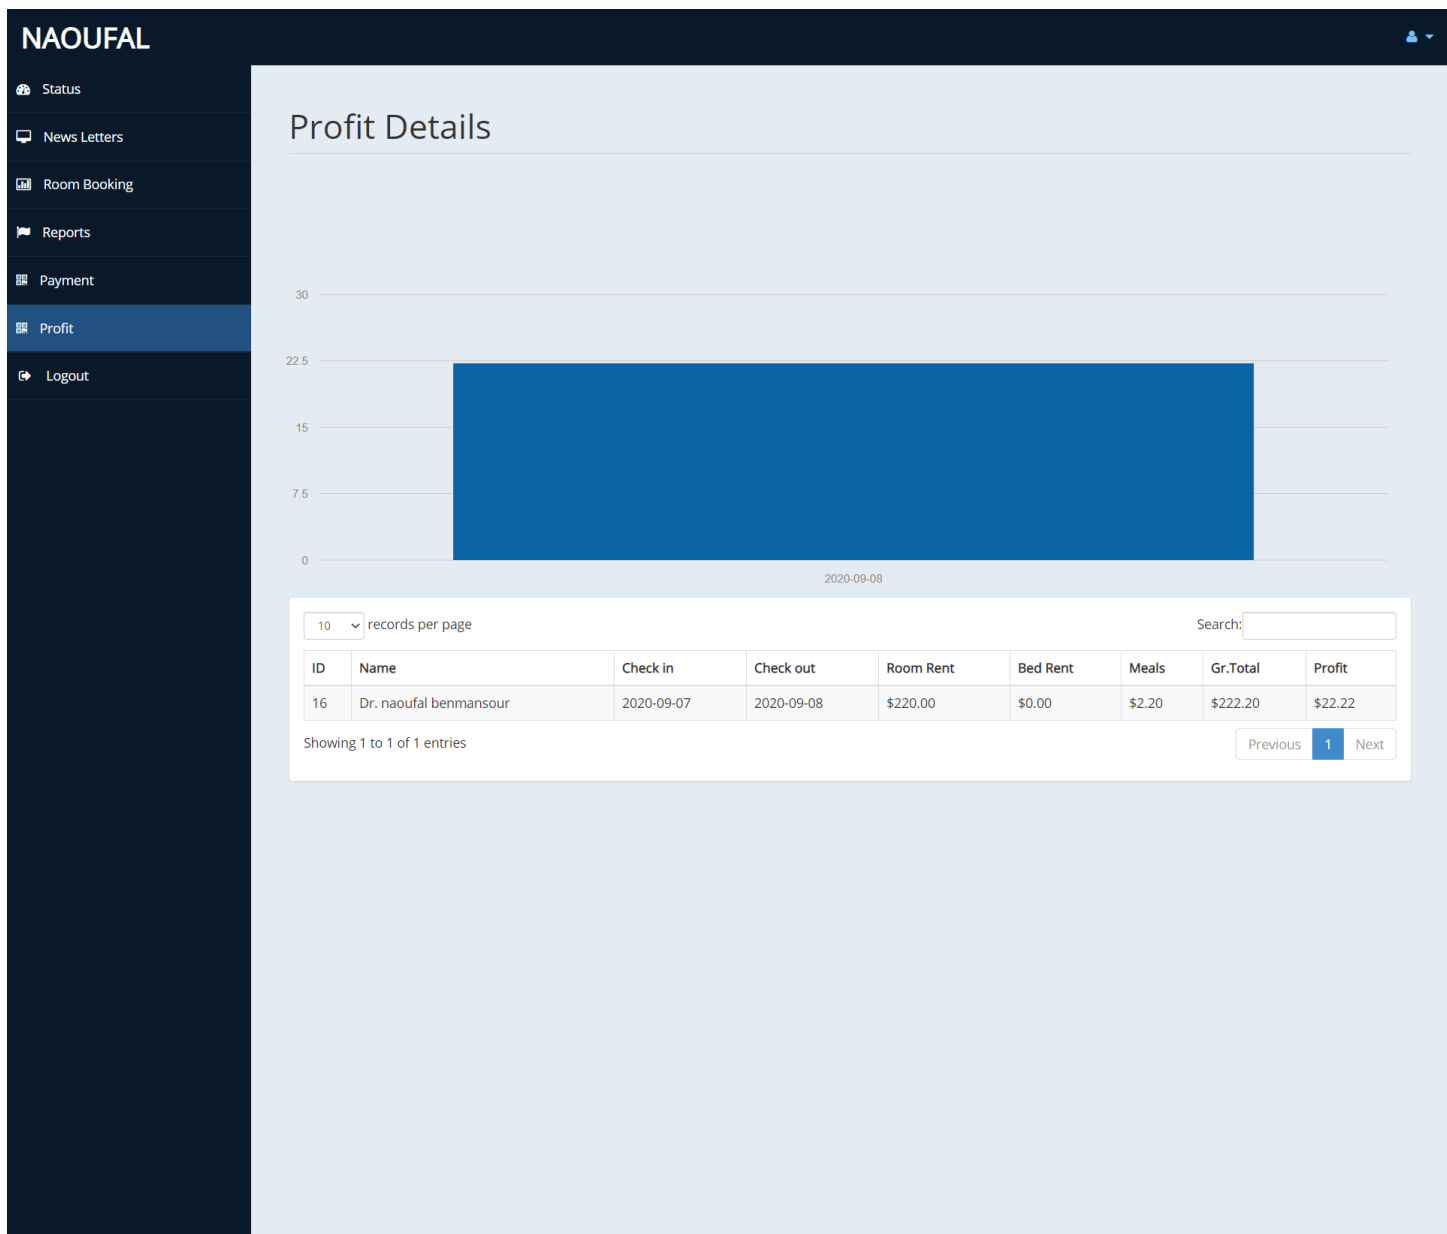 NAOUFAL
Status
News Letters
Room Booking
Reports
Payment
Profit
Logout
Profit Details
30
22.5
15
7.5
0
2020-09-08
10 records per page Search:
ID Name Check in Check out Room Rent Bed Rent Meals Gr.Total Profit
16 Dr. naoufal benmansour 2020-09-07 2020-09-08 $220.00 $0.00 $2.20 $222.20 $22.22
Showing 1 to 1 of 1 entries Previous 1 Next